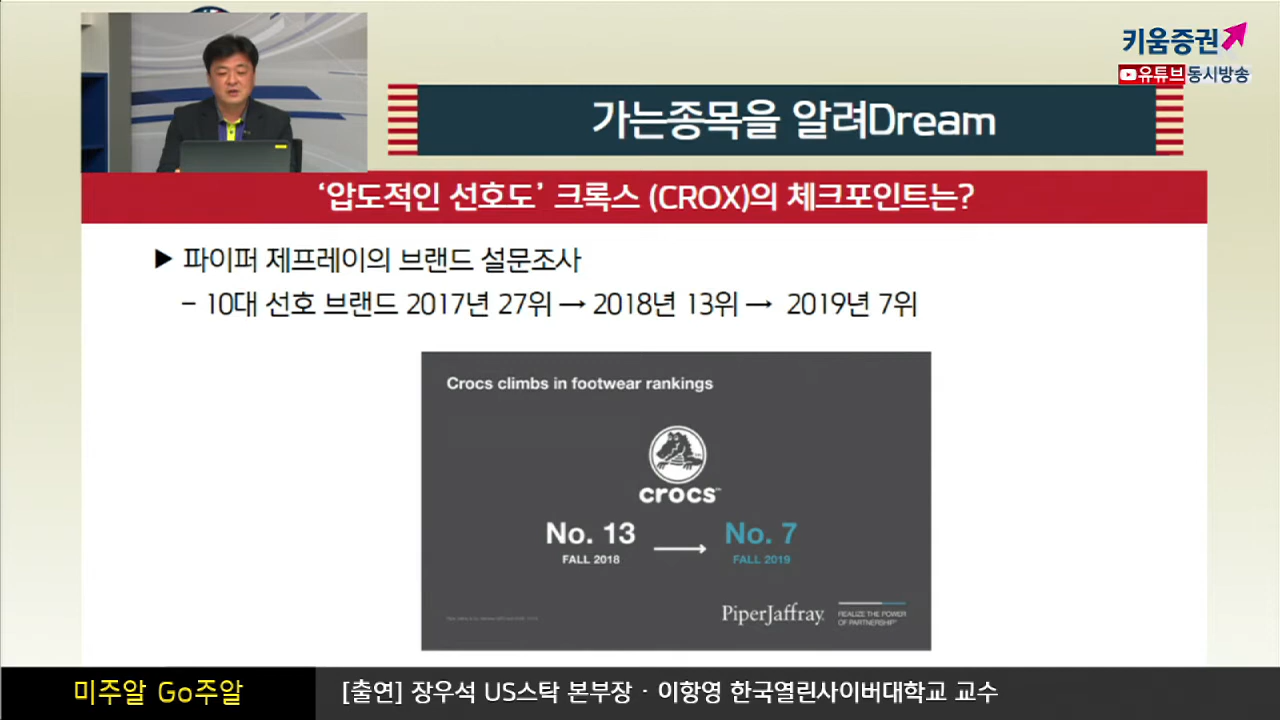 키움증권
유튜브 동시방송
가는종목을 알려Dream
‘압도적인 선호도’ 크록스 (CROX)의 체크포인트는?
▶ 파이퍼 제프레이의 브랜드 설문조사
– 10대 선호 브랜드 2017년 27위 → 2018년 13위 → 2019년 7위
Crocs climbs in footwear rankings
crocs™
No. 13 → No. 7
FALL 2018 FALL 2019
PiperJaffray
REALIZE THE POWER
OF PARTNERSHIP
미주알 Go주알
[출연] 장우석 US스탁 본부장 · 이항영 한국열린사이버대학교 교수